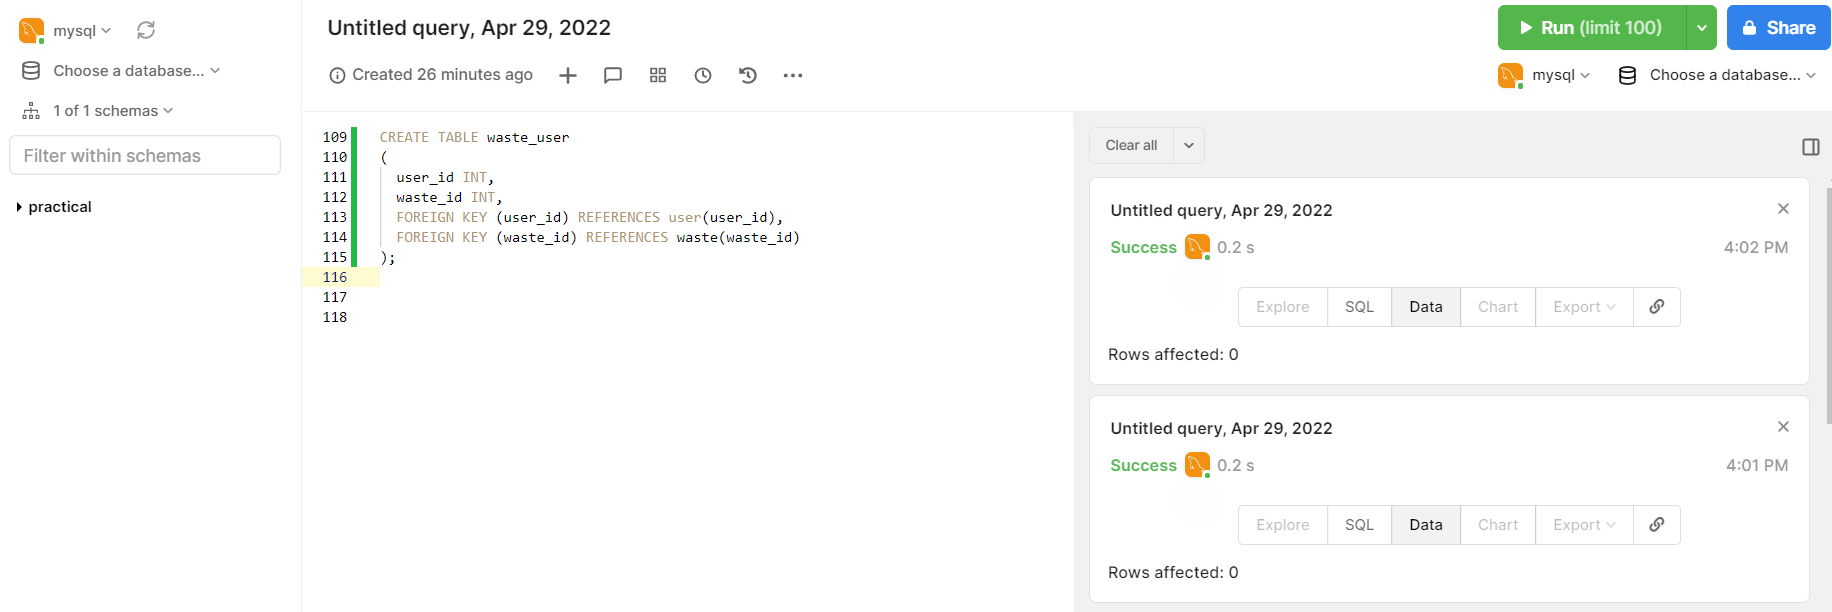 mysql
Choose a database...
1 of 1 schemas
Filter within schemas
practical
Untitled query, Apr 29, 2022
Created 26 minutes ago
Run (limit 100)
Share
mysql
Choose a database...
109 CREATE TABLE waste_user
110 (
111 user_id INT,
112 waste_id INT,
113 FOREIGN KEY (user_id) REFERENCES user(user_id),
114 FOREIGN KEY (waste_id) REFERENCES waste(waste_id)
115 );
116
117
118
Clear all
Untitled query, Apr 29, 2022
Success 0.2 s 4:02 PM
Explore SQL Data Chart Export
Rows affected: 0
Untitled query, Apr 29, 2022
Success 0.2 s 4:01 PM
Explore SQL Data Chart Export
Rows affected: 0